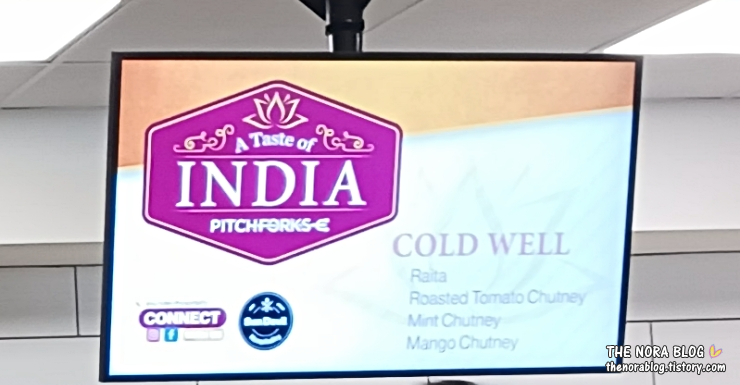 A Taste of
INDIA
PITCHFORKS
COLD WELL
Raita
Roasted Tomato Chutney
Mint Chutney
Mango Chutney
CONNECT
THE NORA BLOG
thenorablog.tistory.com